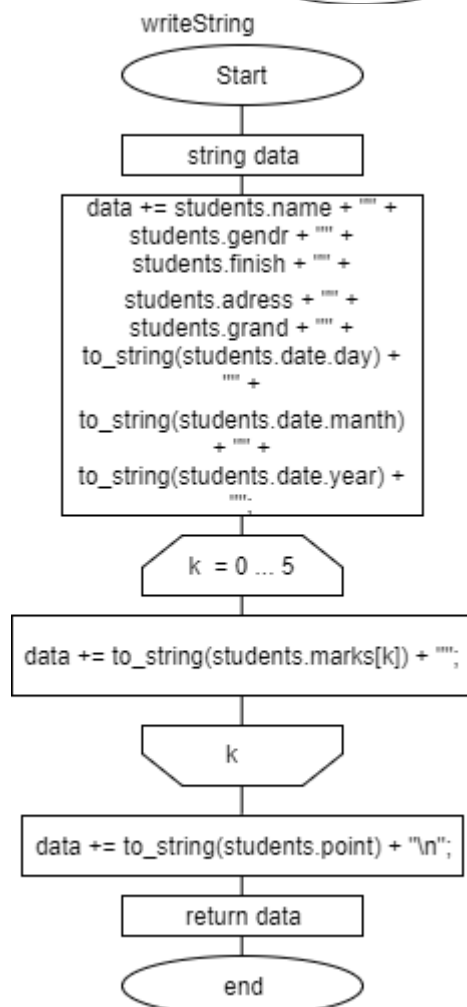 writeString
Start
string data
data += students.name + "" +
students.gendr + "" +
students.finish + "" +
students.adress + "" +
students.grand + "" +
to_string(students.date.day) +
"" +
to_string(students.date.manth)
+ "" +
to_string(students.date.year) +
"";
k = 0 ... 5
data += to_string(students.marks[k]) + "";
k
data += to_string(students.point) + "\n";
return data
end